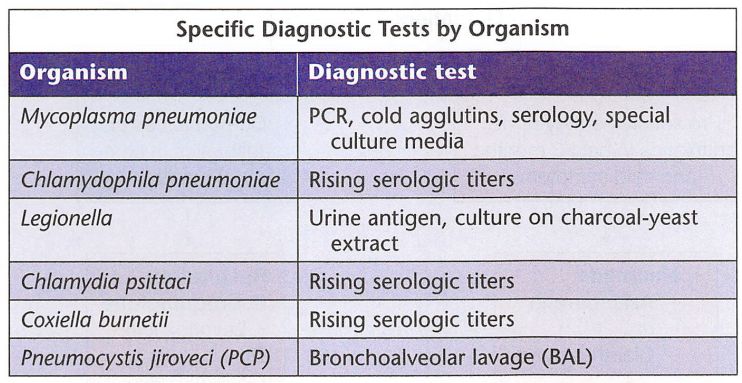 Specific Diagnostic Tests by Organism
Organism Diagnostic test
Mycoplasma pneumoniae PCR, cold agglutins, serology, special
culture media
Chlamydophila pneumoniae Rising serologic titers
Legionella Urine antigen, culture on charcoal-yeast
extract
Chlamydia psittaci Rising serologic titers
Coxiella burnetii Rising serologic titers
Pneumocystis jiroveci (PCP) Bronchoalveolar lavage (BAL)